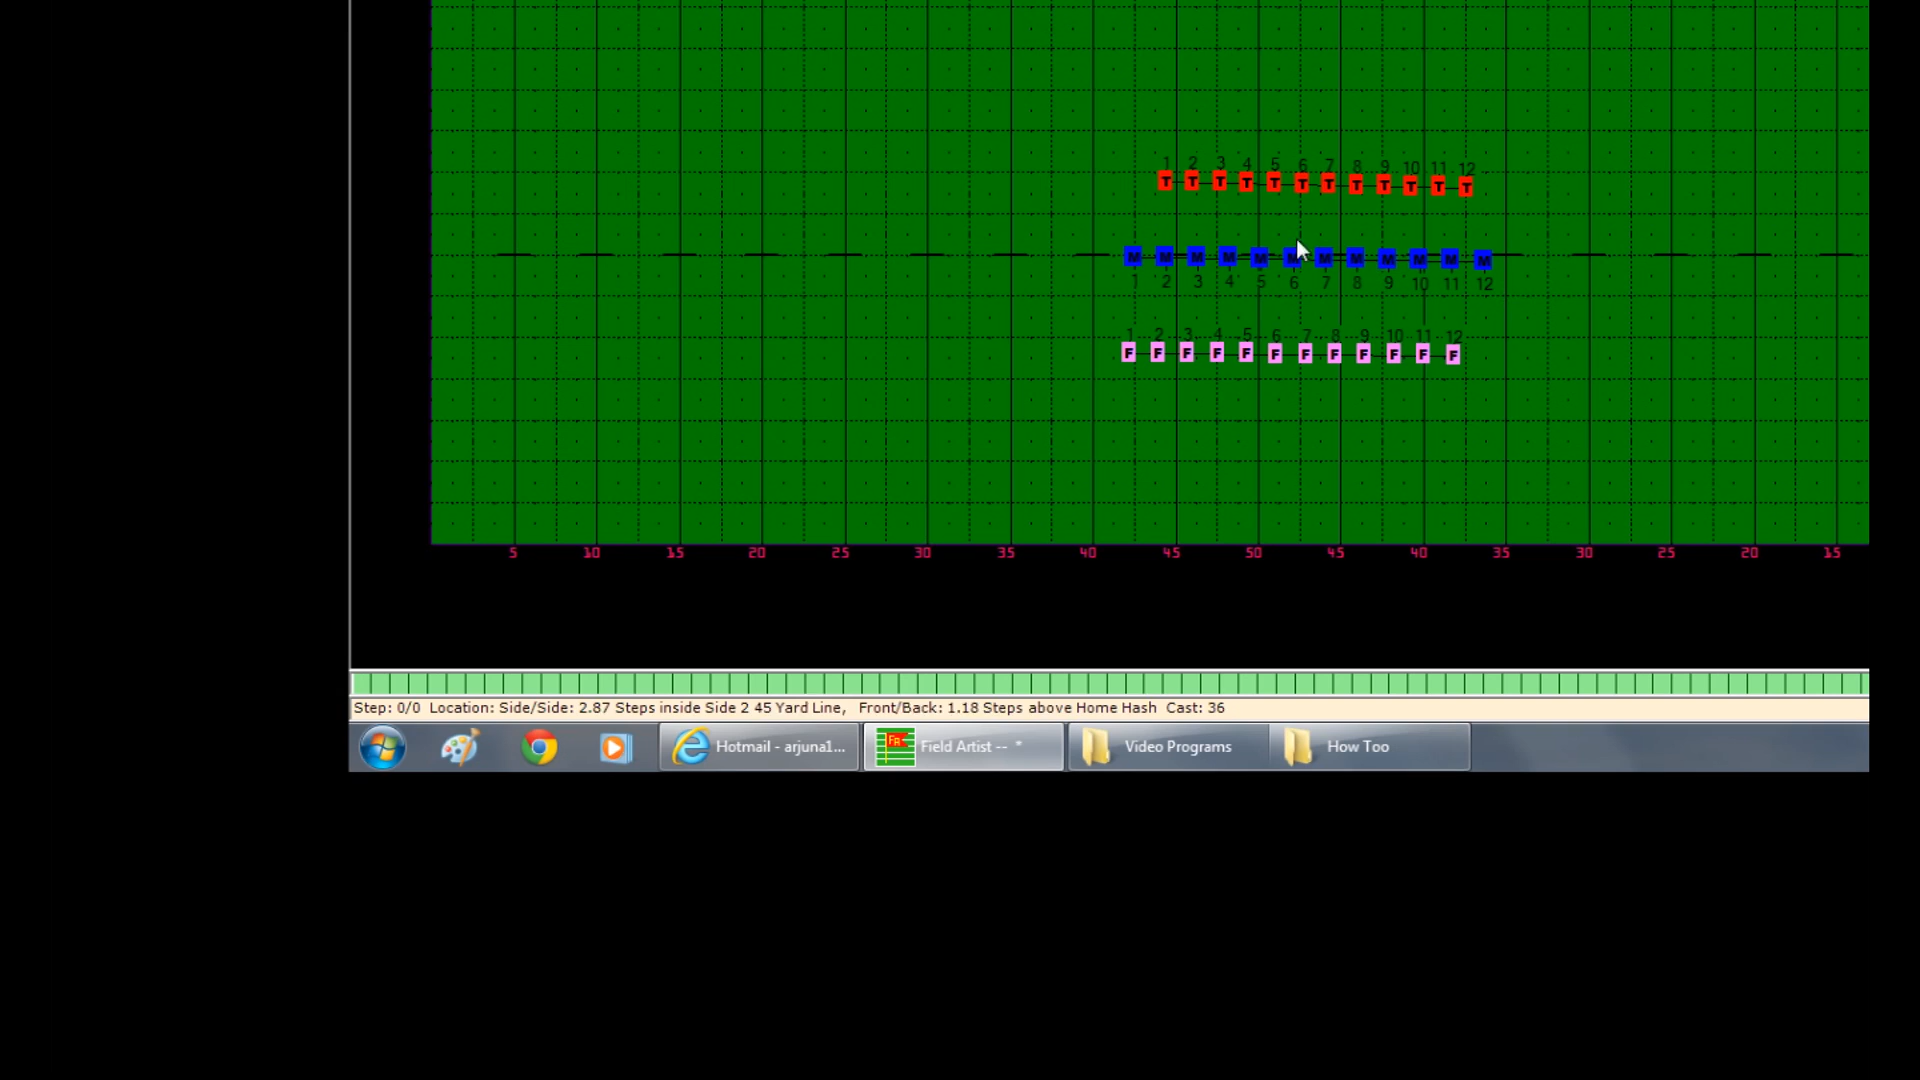 1 2 3 4 5 6 7 8 9 10 11 12
T T T T T T T T T T T T
M M M M M M M M M M M M
1 2 3 4 5 6 7 8 9 10 11 12
1 2 3 4 5 6 7 8 9 10 11 12
F F F F F F F F F F F F
5 10 15 20 25 30 35 40 45 50 45 40 35 30 25 20 15
Step: 0/0 Location: Side/Side: 2.87 Steps inside Side 2 45 Yard Line, Front/Back: 1.18 Steps above Home Hash Cast: 36
Hotmail - arjuna1... FA Field Artist -- * Video Programs How Too